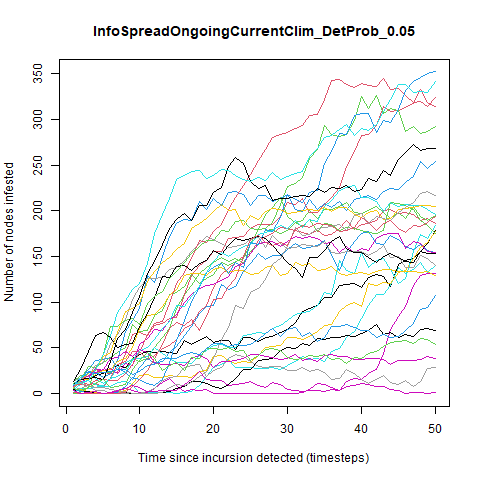 InfoSpreadOngoingCurrentClim_DetProb_0.05
Number of nodes infested
350
300
250
200
150
100
50
0
0 10 20 30 40 50
Time since incursion detected (timesteps)